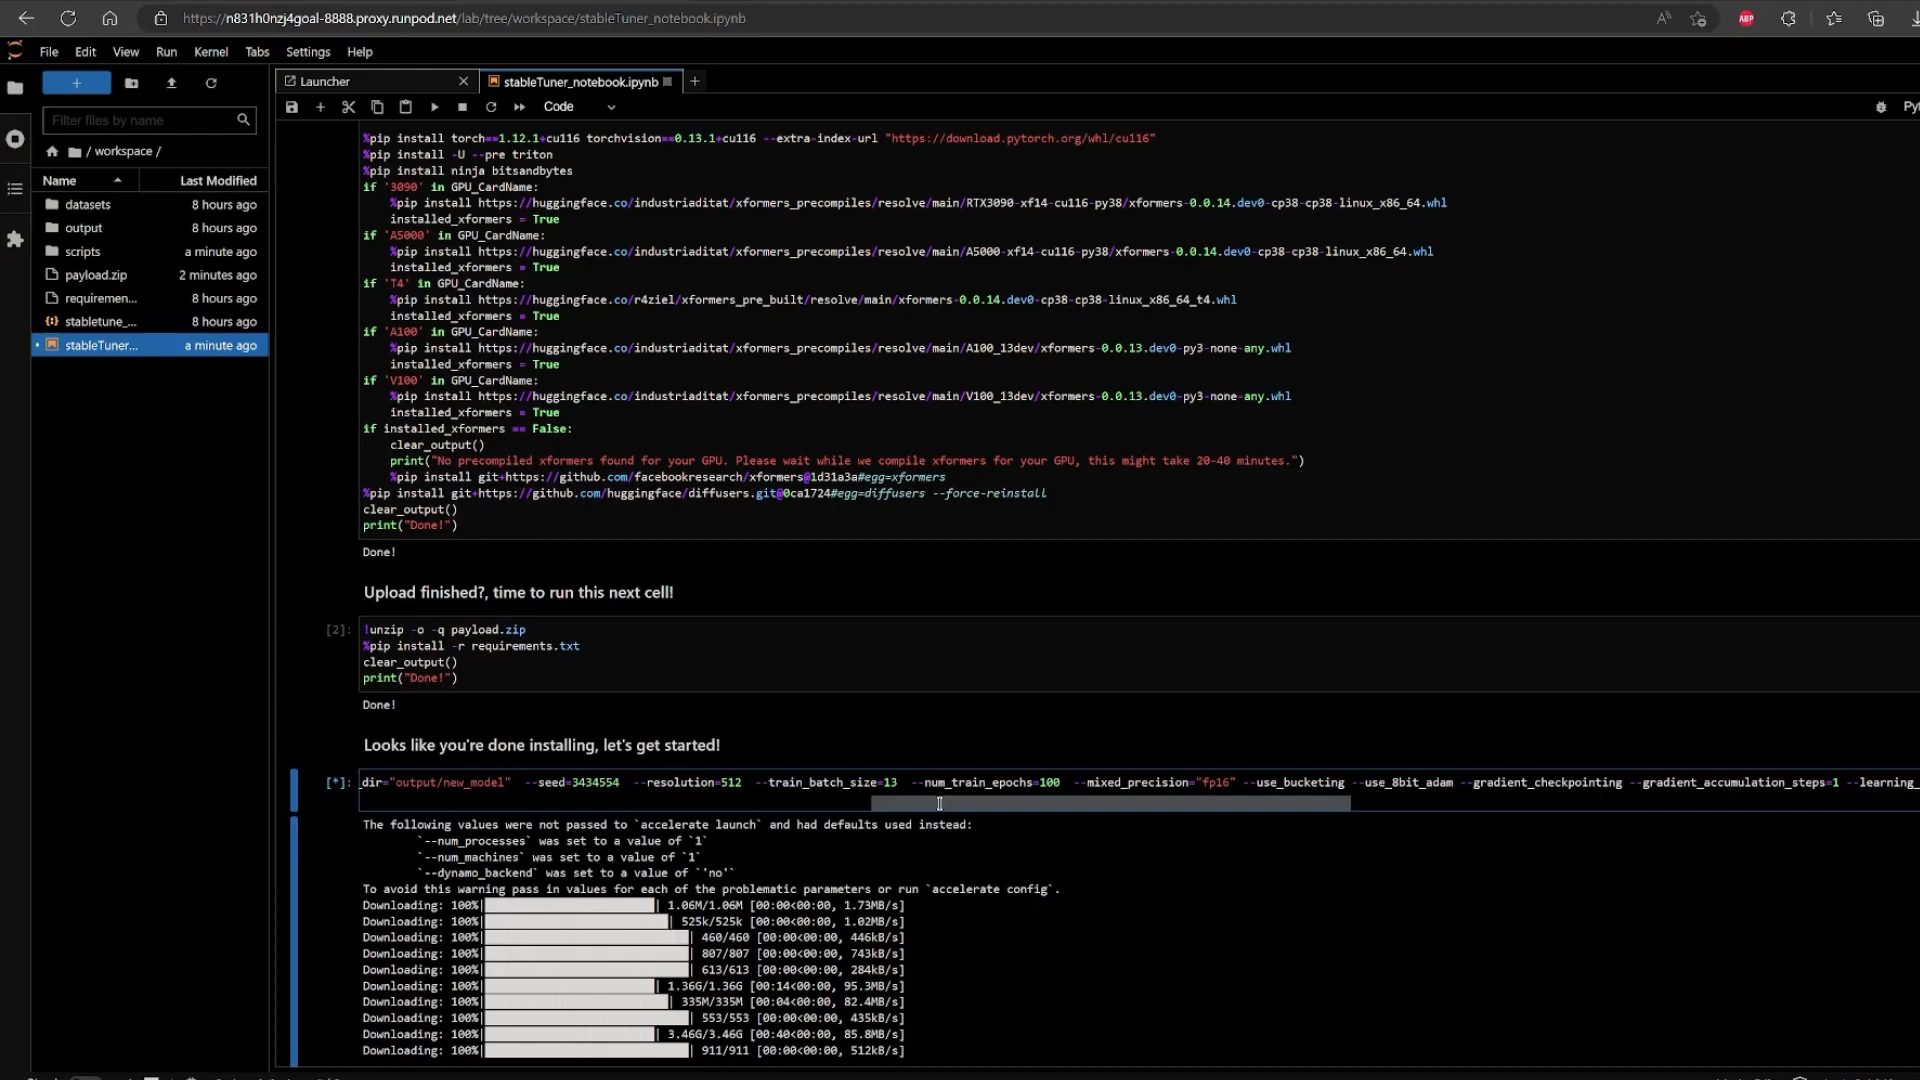 https://n831h0nzj4goal-8888.proxy.runpod.net/lab/tree/workspace/stableTuner_notebook.ipynb
ABP
File Edit View Run Kernel Tabs Settings Help
+
Launcher
stableTuner_notebook.ipynb
Code
Filter files by name
/ workspace /
Name Last Modified
datasets 8 hours ago
output 8 hours ago
scripts a minute ago
payload.zip 2 minutes ago
requiremen... 8 hours ago
stabletune_... 8 hours ago
stableTuner... a minute ago
%pip install torch==1.12.1+cu116 torchvision==0.13.1+cu116 --extra-index-url "https://download.pytorch.org/whl/cu116"
%pip install -U --pre triton
%pip install ninja bitsandbytes
if '3090' in GPU_CardName:
%pip install https://huggingface.co/industriaditat/xformers_precompiles/resolve/main/RTX3090-xf14-cu116-py38/xformers-0.0.14.dev0-cp38-cp38-linux_x86_64.whl
installed_xformers = True
if 'A5000' in GPU_CardName:
%pip install https://huggingface.co/industriaditat/xformers_precompiles/resolve/main/A5000-xf14-cu116-py38/xformers-0.0.14.dev0-cp38-cp38-linux_x86_64.whl
installed_xformers = True
if 'T4' in GPU_CardName:
%pip install https://huggingface.co/r4ziel/xformers_pre_built/resolve/main/xformers-0.0.14.dev0-cp38-cp38-linux_x86_64_t4.whl
installed_xformers = True
if 'A100' in GPU_CardName:
%pip install https://huggingface.co/industriaditat/xformers_precompiles/resolve/main/A100_13dev/xformers-0.0.13.dev0-py3-none-any.whl
installed_xformers = True
if 'V100' in GPU_CardName:
%pip install https://huggingface.co/industriaditat/xformers_precompiles/resolve/main/V100_13dev/xformers-0.0.13.dev0-py3-none-any.whl
installed_xformers = True
if installed_xformers == False:
clear_output()
print("No precompiled xformers found for your GPU. Please wait while we compile xformers for your GPU, this might take 20-40 minutes.")
%pip install git+https://github.com/facebookresearch/xformers@1d31a3a#egg=xformers
%pip install git+https://github.com/huggingface/diffusers.git@0ca1724#egg=diffusers --force-reinstall
clear_output()
print("Done!")
Done!
Upload finished?, time to run this next cell!
[2]: !unzip -o -q payload.zip
%pip install -r requirements.txt
clear_output()
print("Done!")
Done!
Looks like you're done installing, let's get started!
[*]: _dir="output/new_model" --seed=3434554 --resolution=512 --train_batch_size=13 --num_train_epochs=100 --mixed_precision="fp16" --use_bucketing --use_8bit_adam --gradient_checkpointing --gradient_accumulation_steps=1 --learning_
The following values were not passed to `accelerate launch` and had defaults used instead:
`--num_processes` was set to a value of `1`
`--num_machines` was set to a value of `1`
`--dynamo_backend` was set to a value of `'no'`
To avoid this warning pass in values for each of the problematic parameters or run `accelerate config`.
Downloading: 100%| | 1.06M/1.06M [00:00<00:00, 1.73MB/s]
Downloading: 100%| | 525k/525k [00:00<00:00, 1.02MB/s]
Downloading: 100%| | 460/460 [00:00<00:00, 446kB/s]
Downloading: 100%| | 807/807 [00:00<00:00, 743kB/s]
Downloading: 100%| | 613/613 [00:00<00:00, 284kB/s]
Downloading: 100%| | 1.36G/1.36G [00:14<00:00, 95.3MB/s]
Downloading: 100%| | 335M/335M [00:04<00:00, 82.4MB/s]
Downloading: 100%| | 553/553 [00:00<00:00, 435kB/s]
Downloading: 100%| | 3.46G/3.46G [00:40<00:00, 85.8MB/s]
Downloading: 100%| | 911/911 [00:00<00:00, 512kB/s]